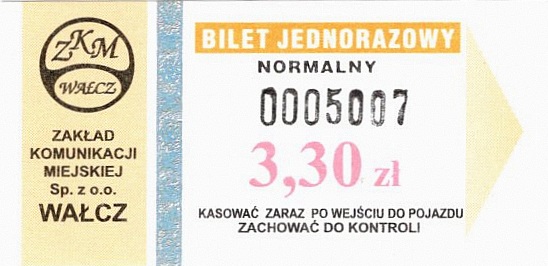 ZKM
WAŁCZ
ZAKŁAD
KOMUNIKACJI
MIEJSKIEJ
Sp. z o.o.
WAŁCZ
BILET JEDNORAZOWY
NORMALNY
0005007
3,30 zł
KASOWAĆ ZARAZ PO WEJŚCIU DO POJAZDU
ZACHOWAĆ DO KONTROLI